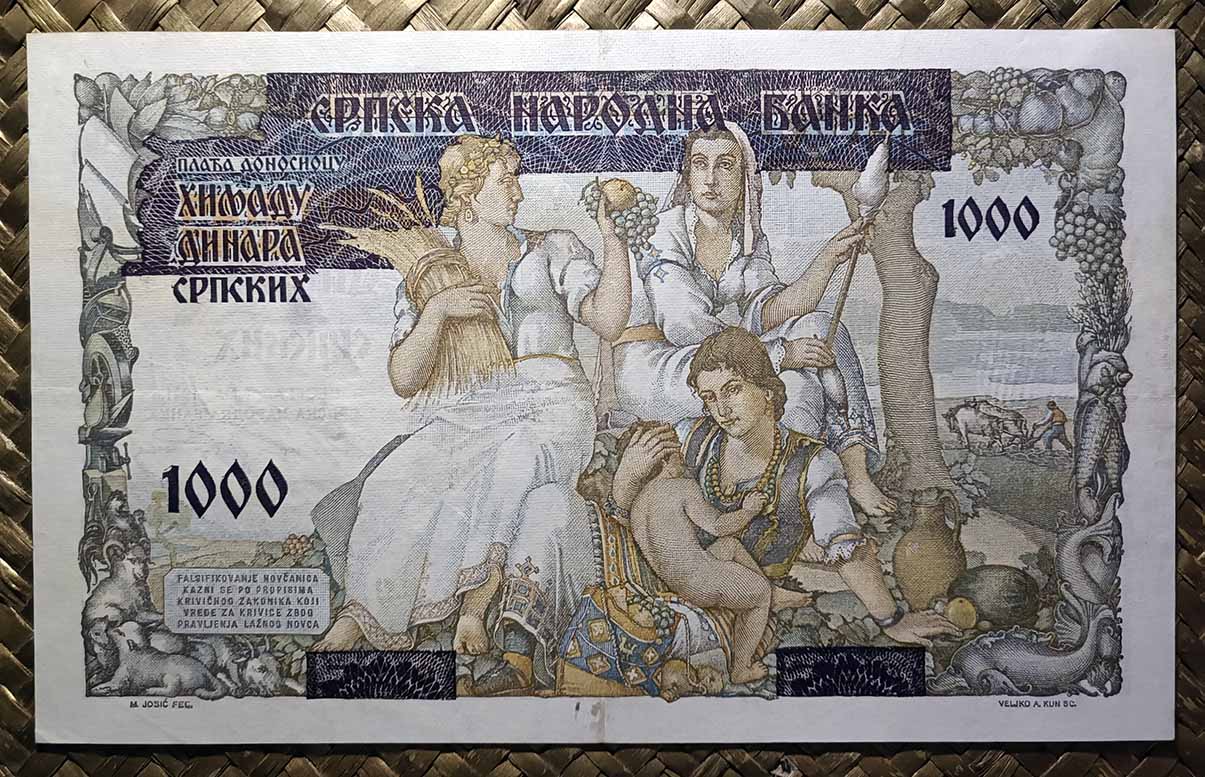 СРПСКА НАРОДНА БАНКА
ПЛАЋА ДОНОСИОЦУ
ХИЉАДУ
ДИНАРА
СРПСКИХ
1000
1000
FALSIFIKOVANJE NOVČANICA
KAZNI SE PO PROPISIMA
KRIVIČNOG ZAKONIKA KOJI
VREDE ZA KRIVICE ZBOG
PRAVLJENJA LAŽNOG NOVCA
M. JOSIĆ FEC.
VELJKO A. KUN SC.